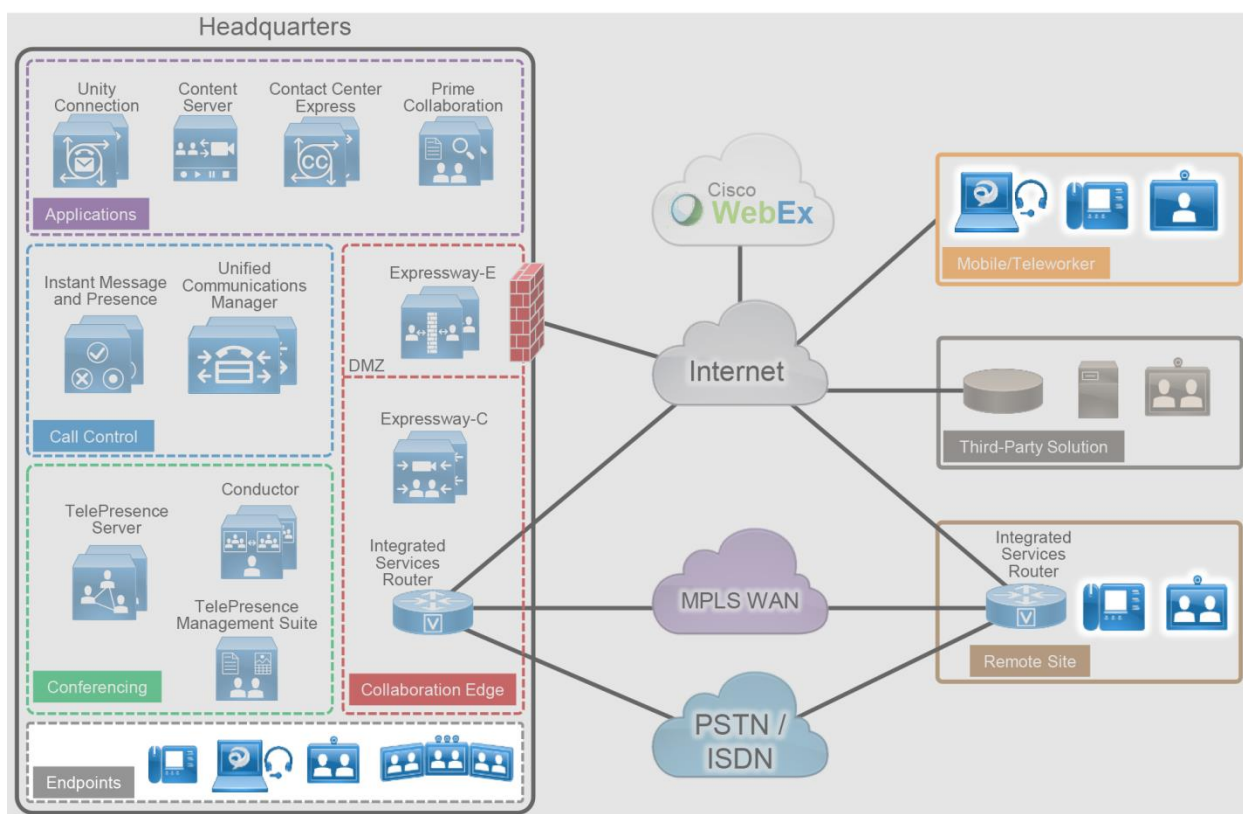 Headquarters
Unity
Connection
Content
Server
Contact Center
Express
Prime
Collaboration
Applications
Instant Message
and Presence
Unified
Communications
Manager
Call Control
Expressway-E
DMZ
Expressway-C
Integrated
Services
Router
Collaboration Edge
TelePresence
Server
Conductor
TelePresence
Management Suite
Conferencing
Endpoints
CC
V
Cisco
WebEx
Internet
MPLS WAN
PSTN /
ISDN
Mobile/Teleworker
Third-Party Solution
Integrated
Services
Router
V
Remote Site